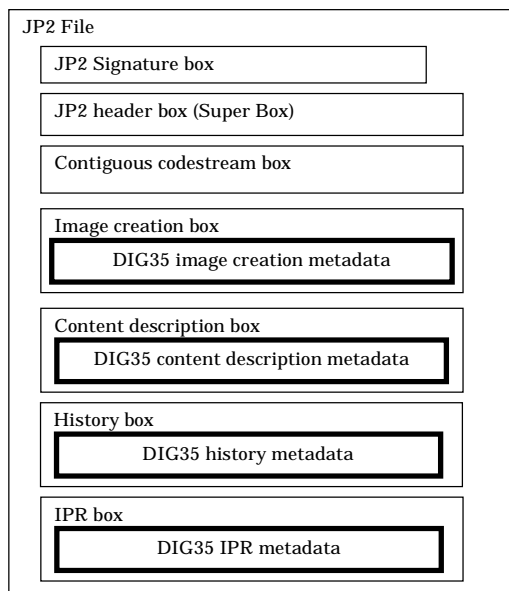 JP2 File
JP2 Signature box
JP2 header box (Super Box)
Contiguous codestream box
Image creation box
DIG35 image creation metadata
Content description box
DIG35 content description metadata
History box
DIG35 history metadata
IPR box
DIG35 IPR metadata